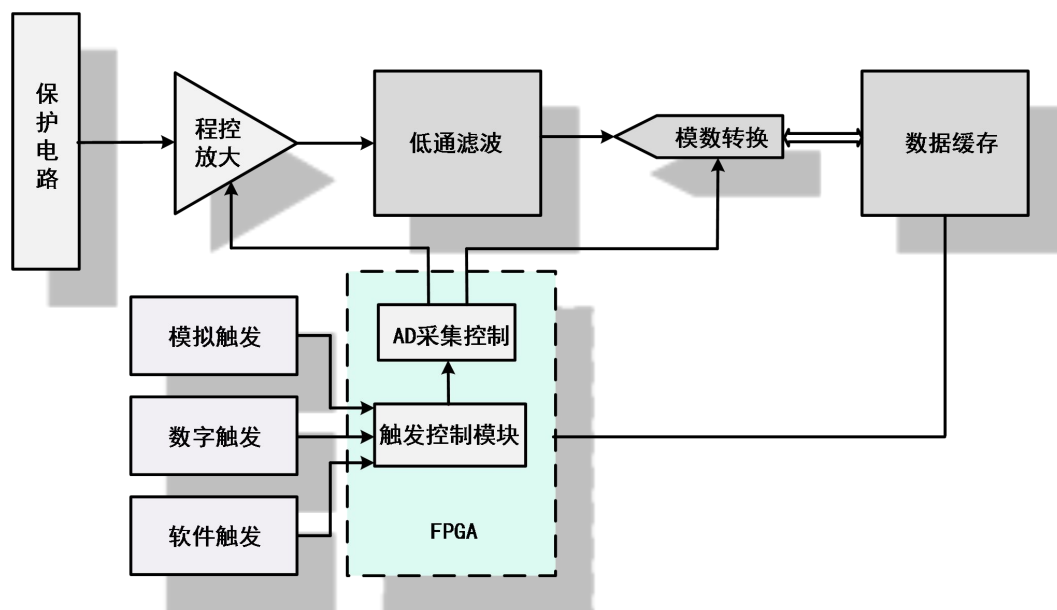 保护电路
程控
放大
低通滤波
模数转换
数据缓存
模拟触发
AD采集控制
数字触发
触发控制模块
软件触发
FPGA